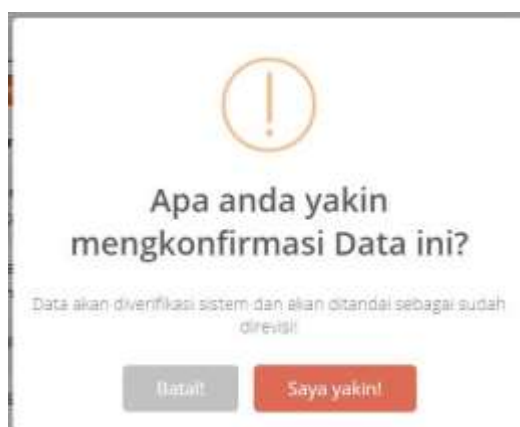 Apa anda yakin
mengkonfirmasi Data ini?
Data akan diverifikasi sistem dan akan ditandai sebagai sudah
direvisi!
Batal!
Saya yakin!